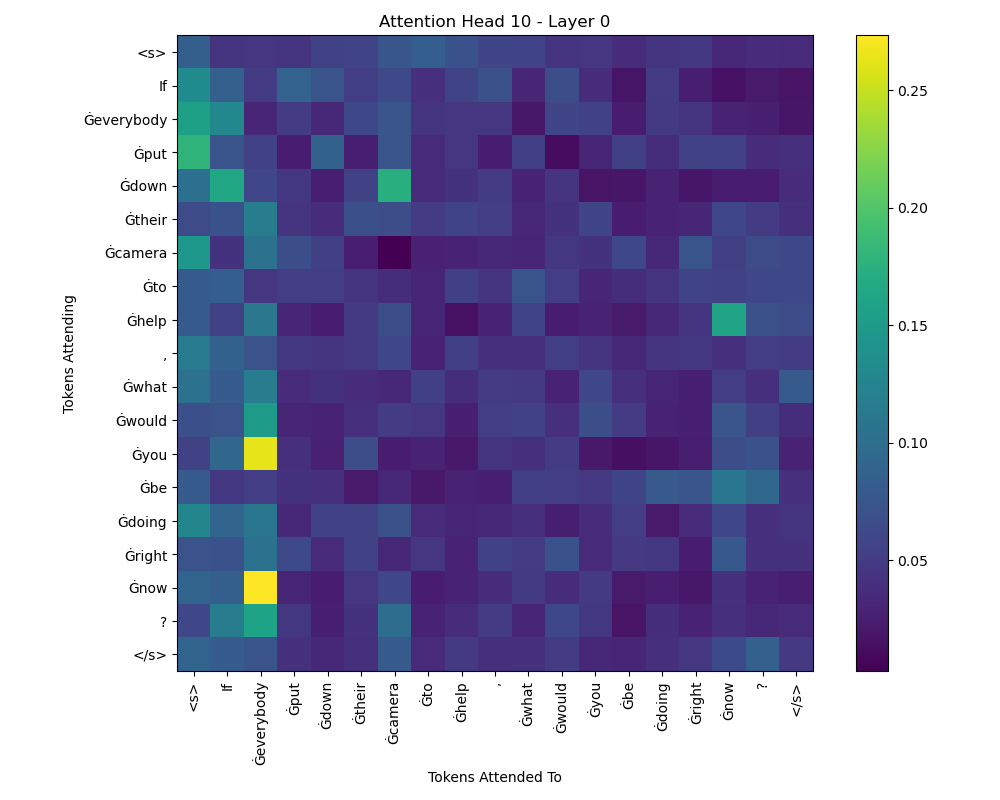 Attention Head 10 - Layer 0
<s>
If
Ġeverybody
Ġput
Ġdown
Ġtheir
Ġcamera
Ġto
Ġhelp
,
Ġwhat
Ġwould
Ġyou
Ġbe
Ġdoing
Ġright
Ġnow
?
</s>
Tokens Attending
<s>
If
Ġeverybody
Ġput
Ġdown
Ġtheir
Ġcamera
Ġto
Ġhelp
,
Ġwhat
Ġwould
Ġyou
Ġbe
Ġdoing
Ġright
Ġnow
?
</s>
Tokens Attended To
0.25
0.20
0.15
0.10
0.05